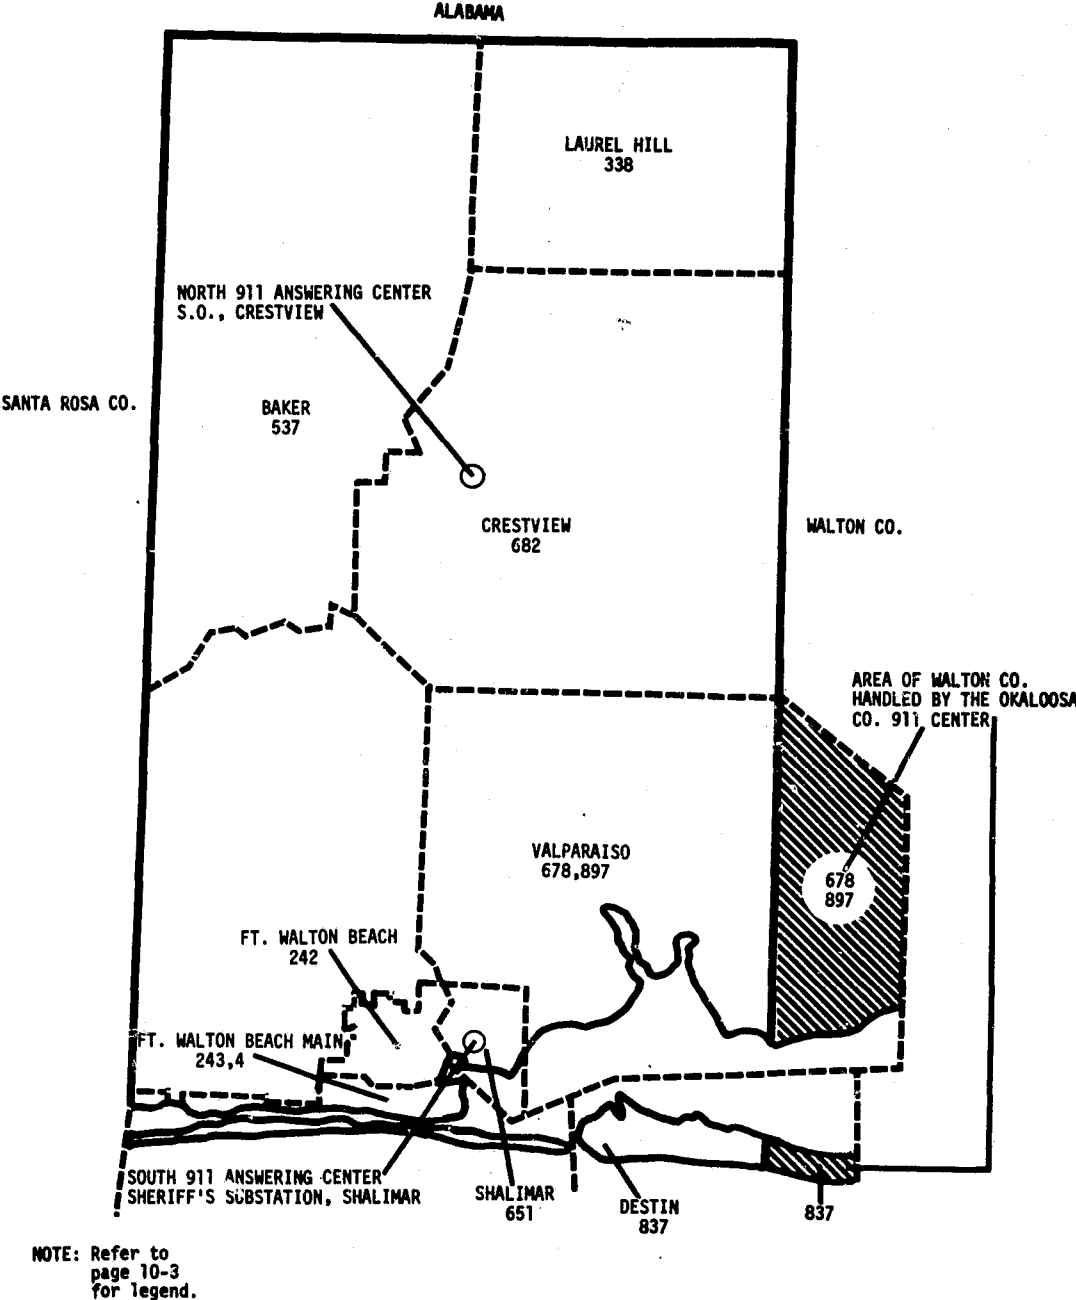 ALABAMA
LAUREL HILL
338
NORTH 911 ANSWERING CENTER
S.O., CRESTVIEW
SANTA ROSA CO.
BAKER
537
CRESTVIEW
682
WALTON CO.
AREA OF WALTON CO.
HANDLED BY THE OKALOOSA
CO. 911 CENTER
VALPARAISO
678,897
678
897
FT. WALTON BEACH
242
FT. WALTON BEACH MAIN
243,4
SOUTH 911 ANSWERING CENTER
SHERIFF'S SUBSTATION, SHALIMAR
SHALIMAR
651
DESTIN
837
837
NOTE: Refer to
page 10-3
for legend.